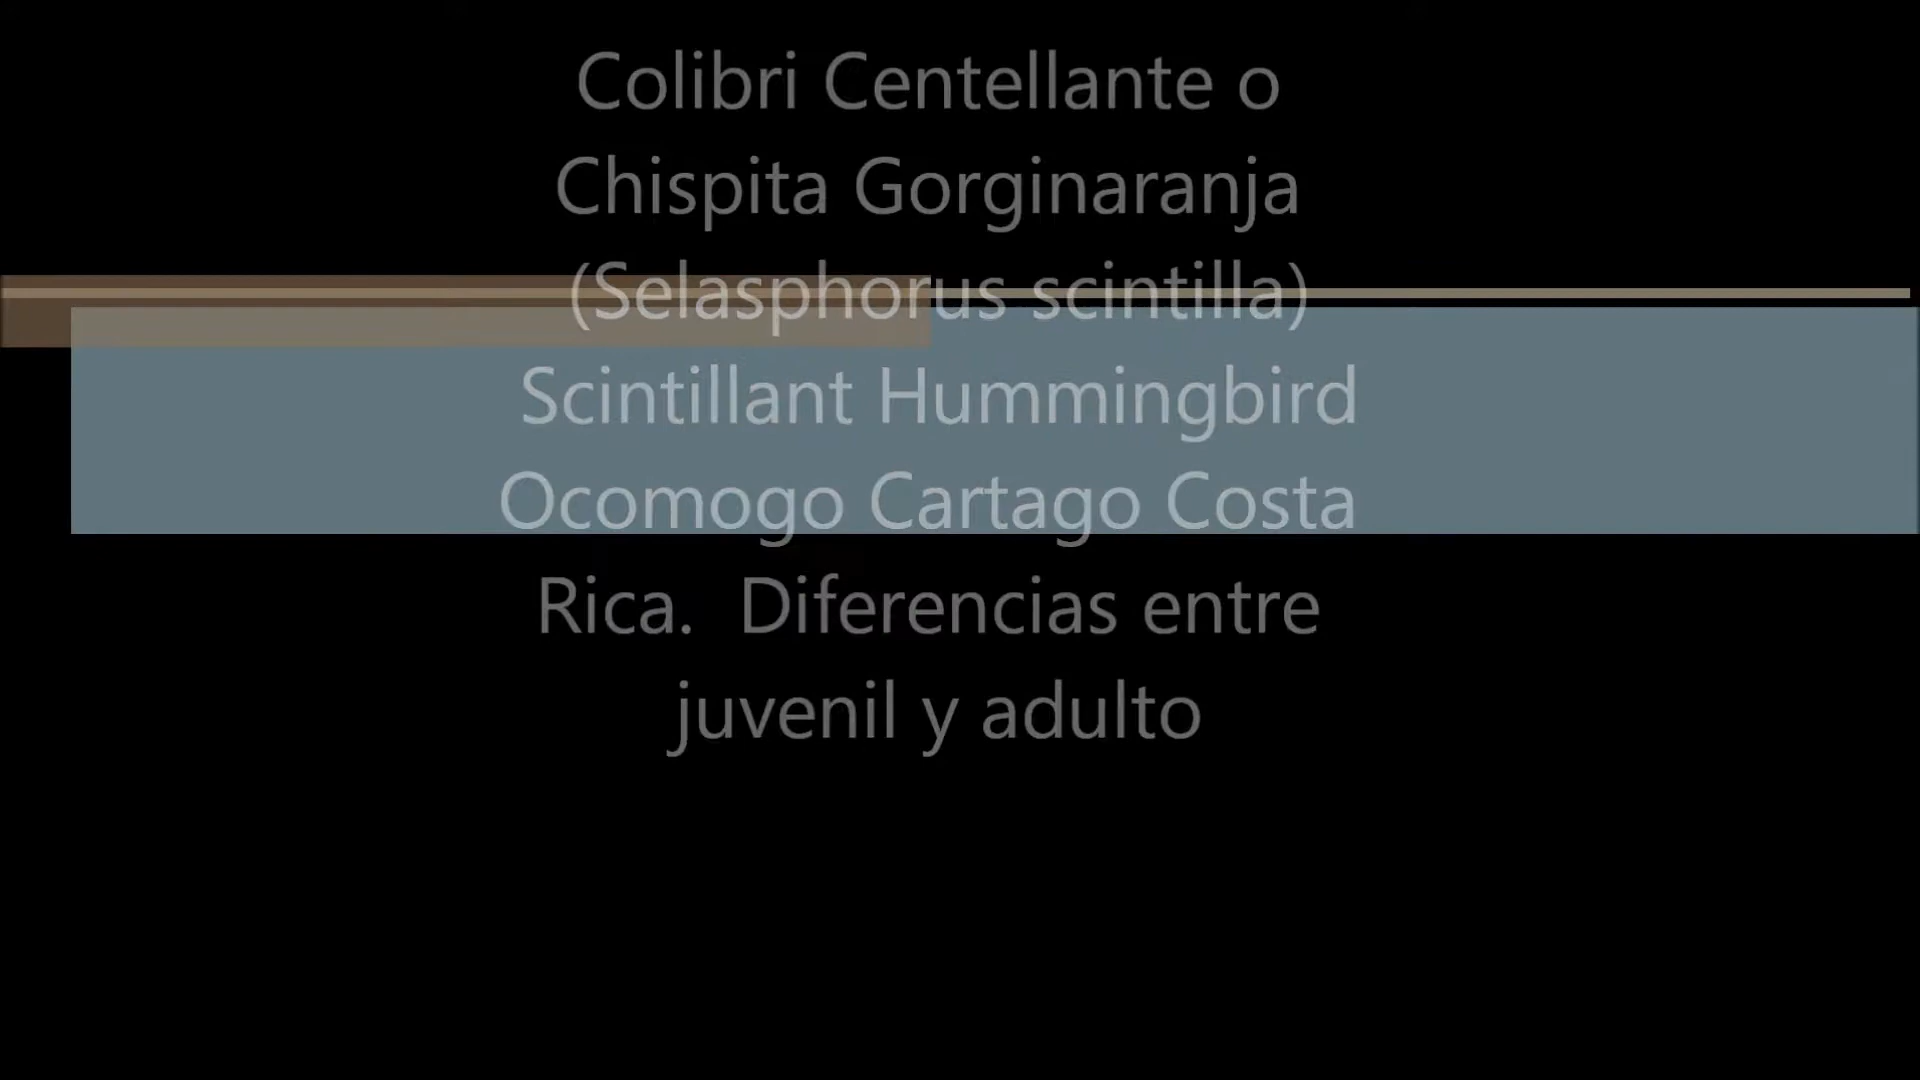 Colibri Centellante o
Chispita Gorginaranja
(Selasphorus scintilla)
Scintillant Hummingbird
Ocomogo Cartago Costa
Rica.  Diferencias entre
juvenil y adulto